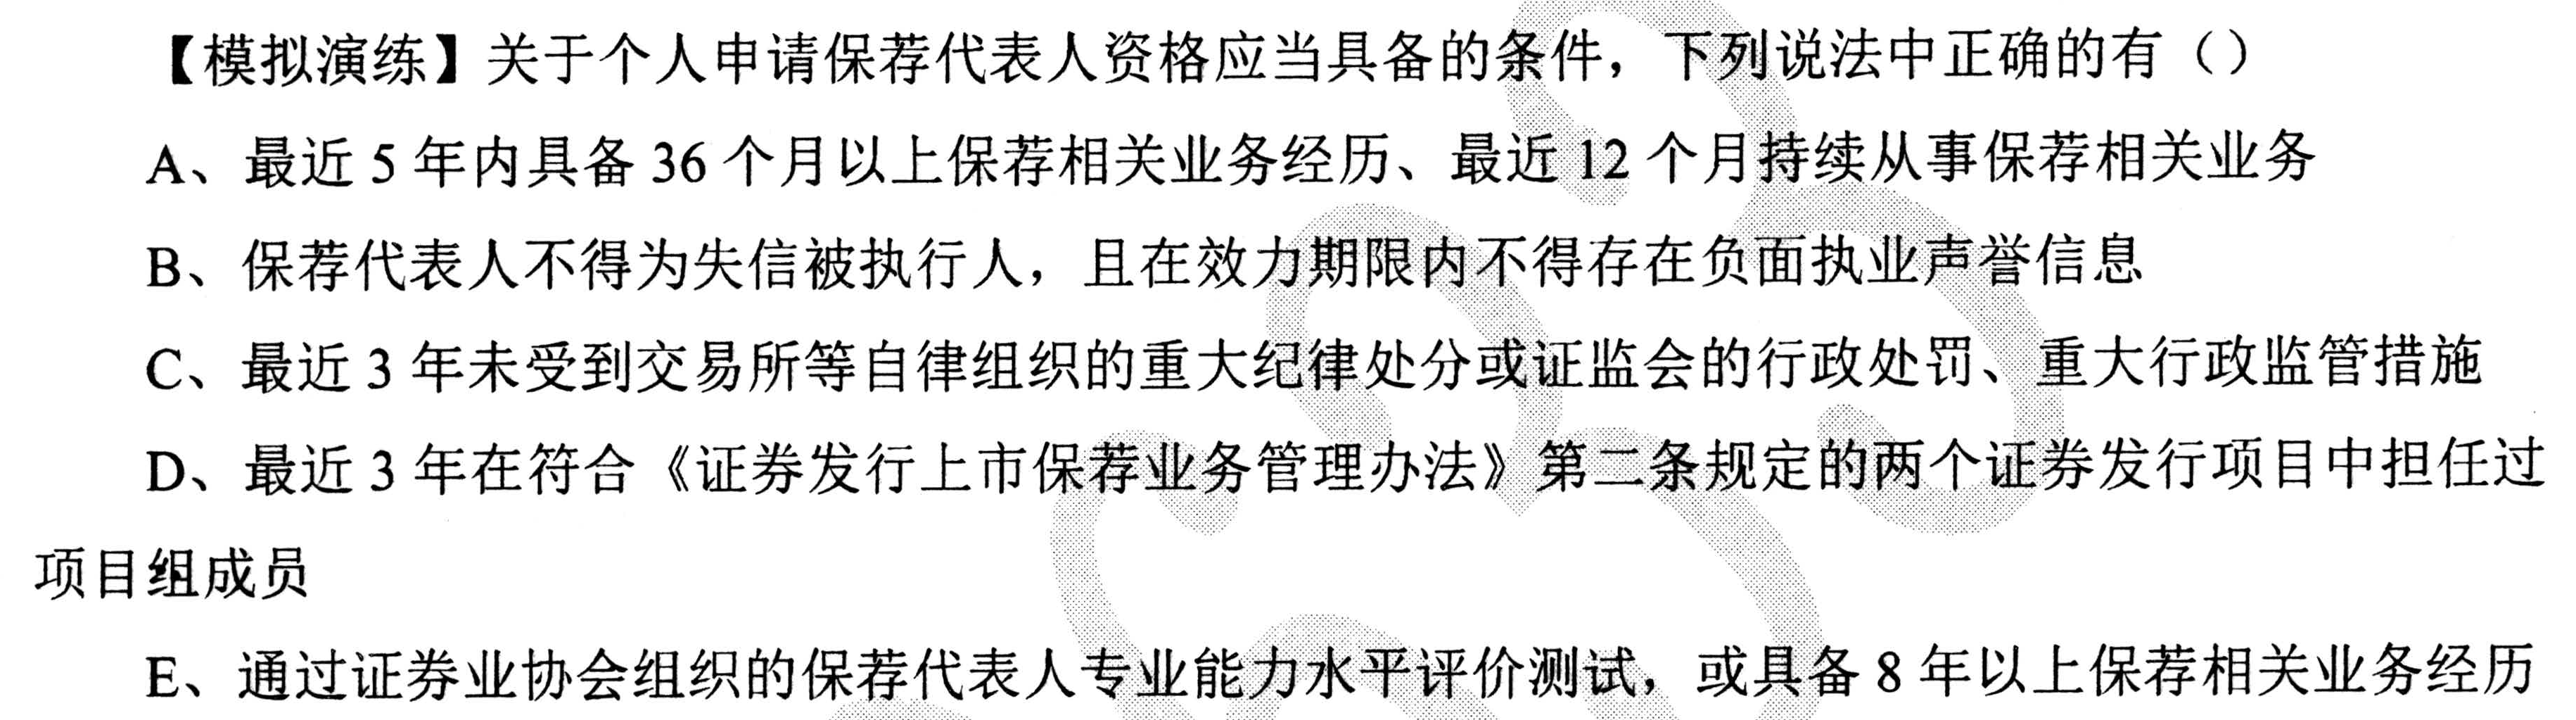 【模拟演练】关于个人申请保荐代表人资格应当具备的条件，下列说法中正确的有（）
A、最近 5 年内具备 36 个月以上保荐相关业务经历、最近 12 个月持续从事保荐相关业务
B、保荐代表人不得为失信被执行人，且在效力期限内不得存在负面执业声誉信息
C、最近 3 年未受到交易所等自律组织的重大纪律处分或证监会的行政处罚、重大行政监管措施
D、最近 3 年在符合《证券发行上市保荐业务管理办法》第二条规定的两个证券发行项目中担任过
项目组成员
E、通过证券业协会组织的保荐代表人专业能力水平评价测试，或具备 8 年以上保荐相关业务经历